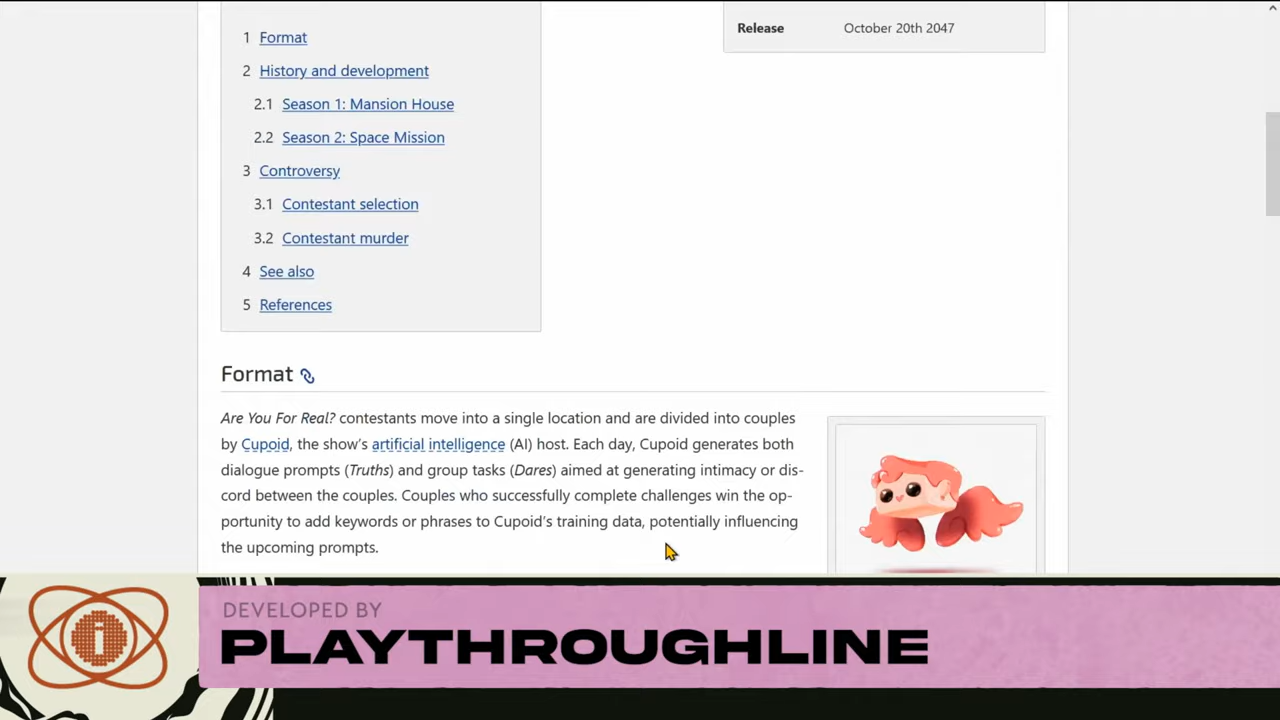 Release October 20th 2047
1 Format
2 History and development
2.1 Season 1: Mansion House
2.2 Season 2: Space Mission
3 Controversy
3.1 Contestant selection
3.2 Contestant murder
4 See also
5 References
Format
Are You For Real? contestants move into a single location and are divided into couples
by Cupoid, the show's artificial intelligence (AI) host. Each day, Cupoid generates both
dialogue prompts (Truths) and group tasks (Dares) aimed at generating intimacy or dis-
cord between the couples. Couples who successfully complete challenges win the op-
portunity to add keywords or phrases to Cupoid's training data, potentially influencing
the upcoming prompts.
DEVELOPED BY
PLAYTHROUGHLINE